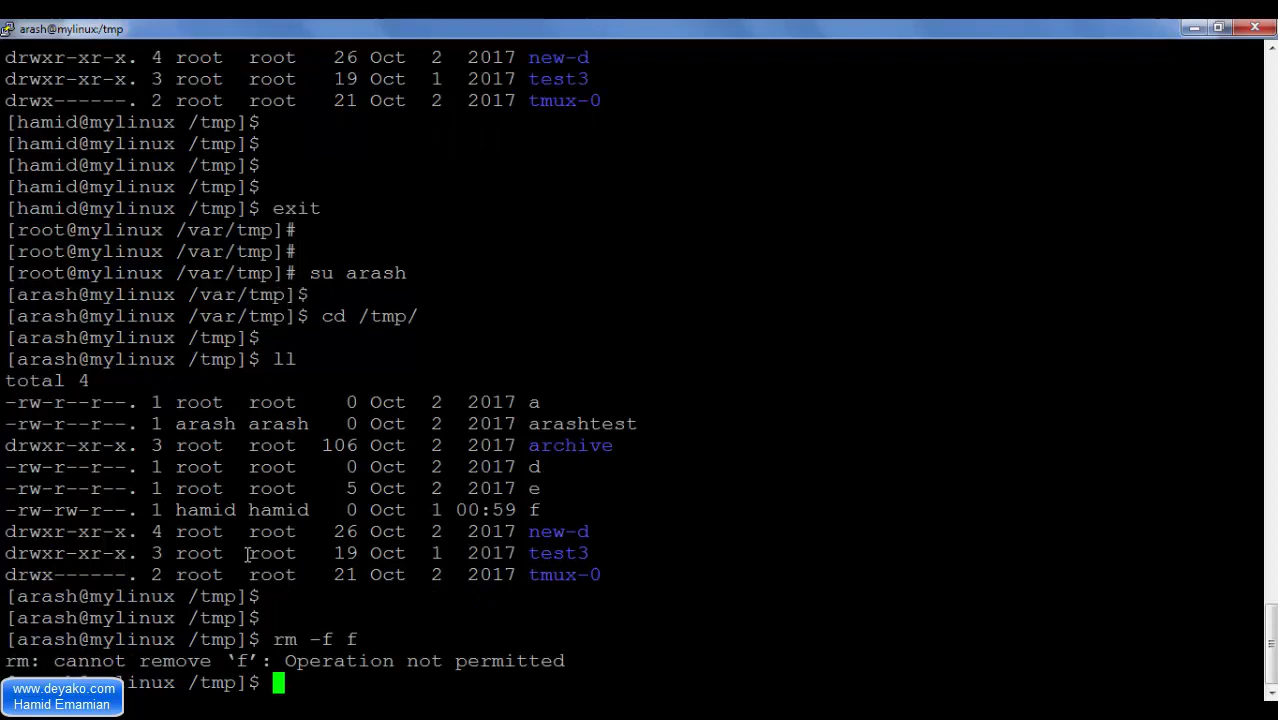 arash@mylinux:/tmp
drwxr-xr-x. 4 root  root   26 Oct  2  2017 new-d
drwxr-xr-x. 3 root  root   19 Oct  1  2017 test3
drwx------. 2 root  root   21 Oct  2  2017 tmux-0
[hamid@mylinux /tmp]$
[hamid@mylinux /tmp]$
[hamid@mylinux /tmp]$
[hamid@mylinux /tmp]$
[hamid@mylinux /tmp]$ exit
[root@mylinux /var/tmp]#
[root@mylinux /var/tmp]#
[root@mylinux /var/tmp]# su arash
[arash@mylinux /var/tmp]$
[arash@mylinux /var/tmp]$ cd /tmp/
[arash@mylinux /tmp]$
[arash@mylinux /tmp]$ ll
total 4
-rw-r--r--. 1 root  root    0 Oct  2  2017 a
-rw-r--r--. 1 arash arash   0 Oct  2  2017 arashtest
drwxr-xr-x. 3 root  root  106 Oct  2  2017 archive
-rw-r--r--. 1 root  root    0 Oct  2  2017 d
-rw-r--r--. 1 root  root    5 Oct  2  2017 e
-rw-rw-r--. 1 hamid hamid   0 Oct  1 00:59 f
drwxr-xr-x. 4 root  root   26 Oct  2  2017 new-d
drwxr-xr-x. 3 root  root   19 Oct  1  2017 test3
drwx------. 2 root  root   21 Oct  2  2017 tmux-0
[arash@mylinux /tmp]$
[arash@mylinux /tmp]$
[arash@mylinux /tmp]$ rm -f f
rm: cannot remove ‘f’: Operation not permitted
[arash@mylinux /tmp]$
www.deyako.com
Hamid Emamian